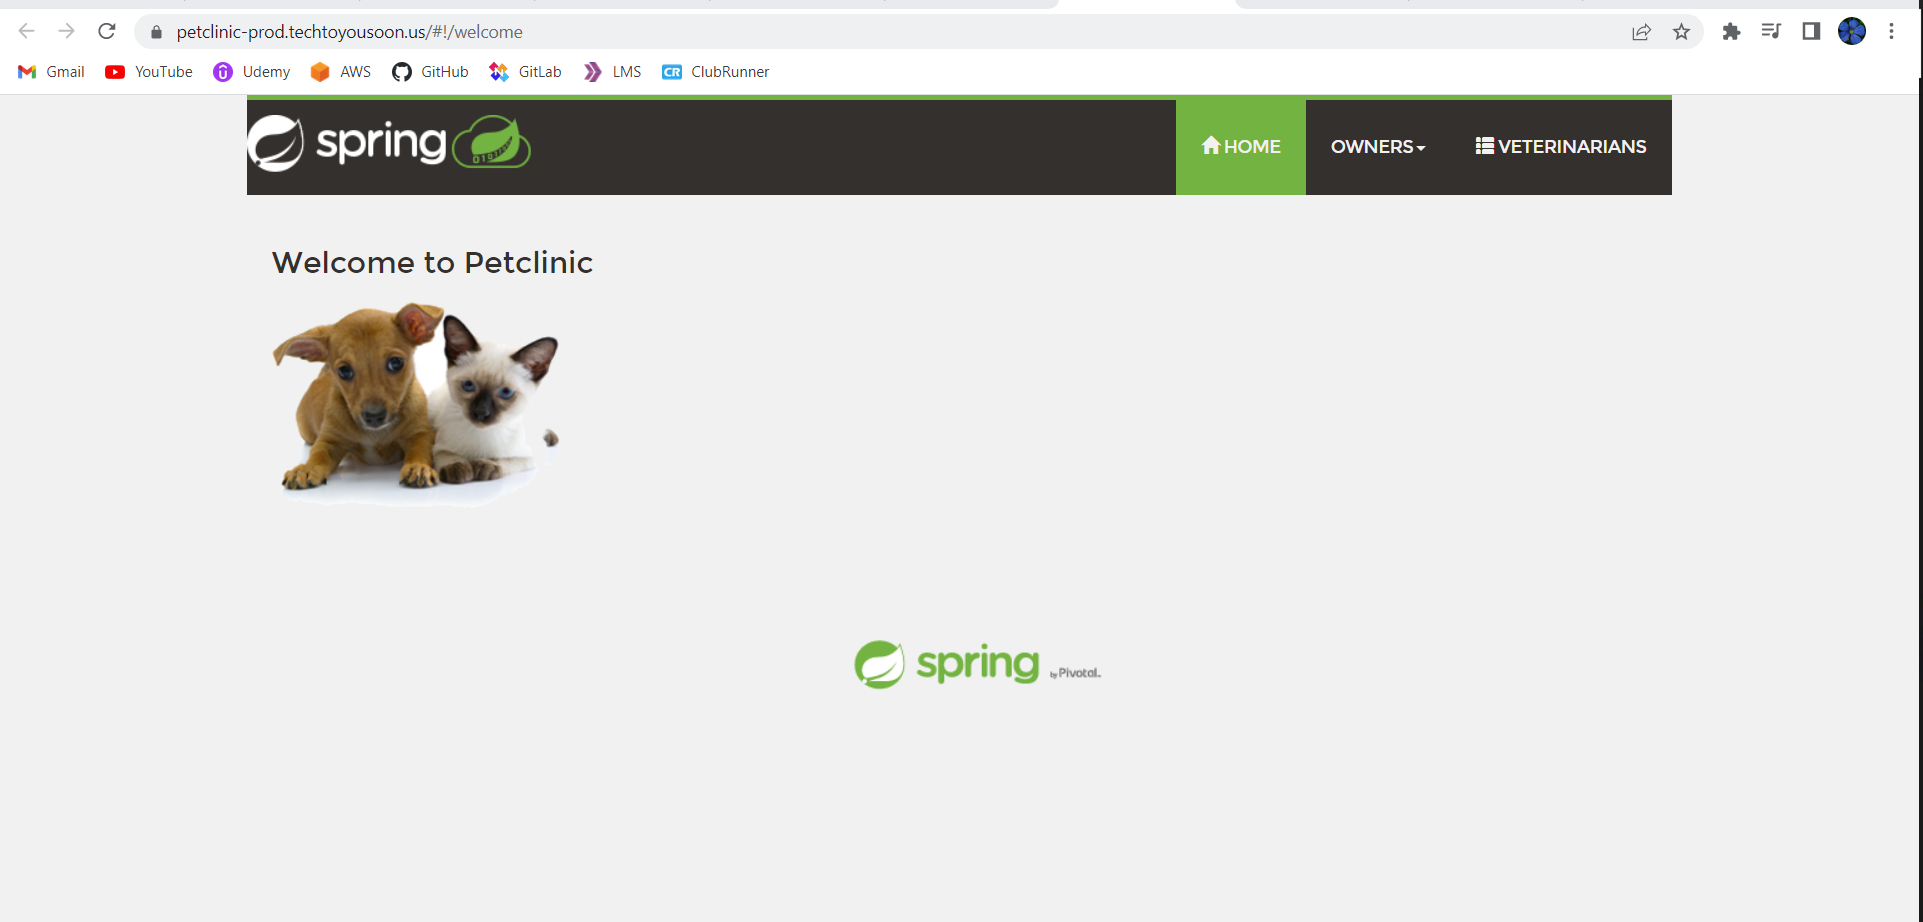 petclinic-prod.techtoyousoon.us/#!/welcome
Gmail YouTube Udemy AWS GitHub GitLab LMS CR ClubRunner
spring HOME OWNERS VETERINARIANS
Welcome to Petclinic
spring by Pivotal.